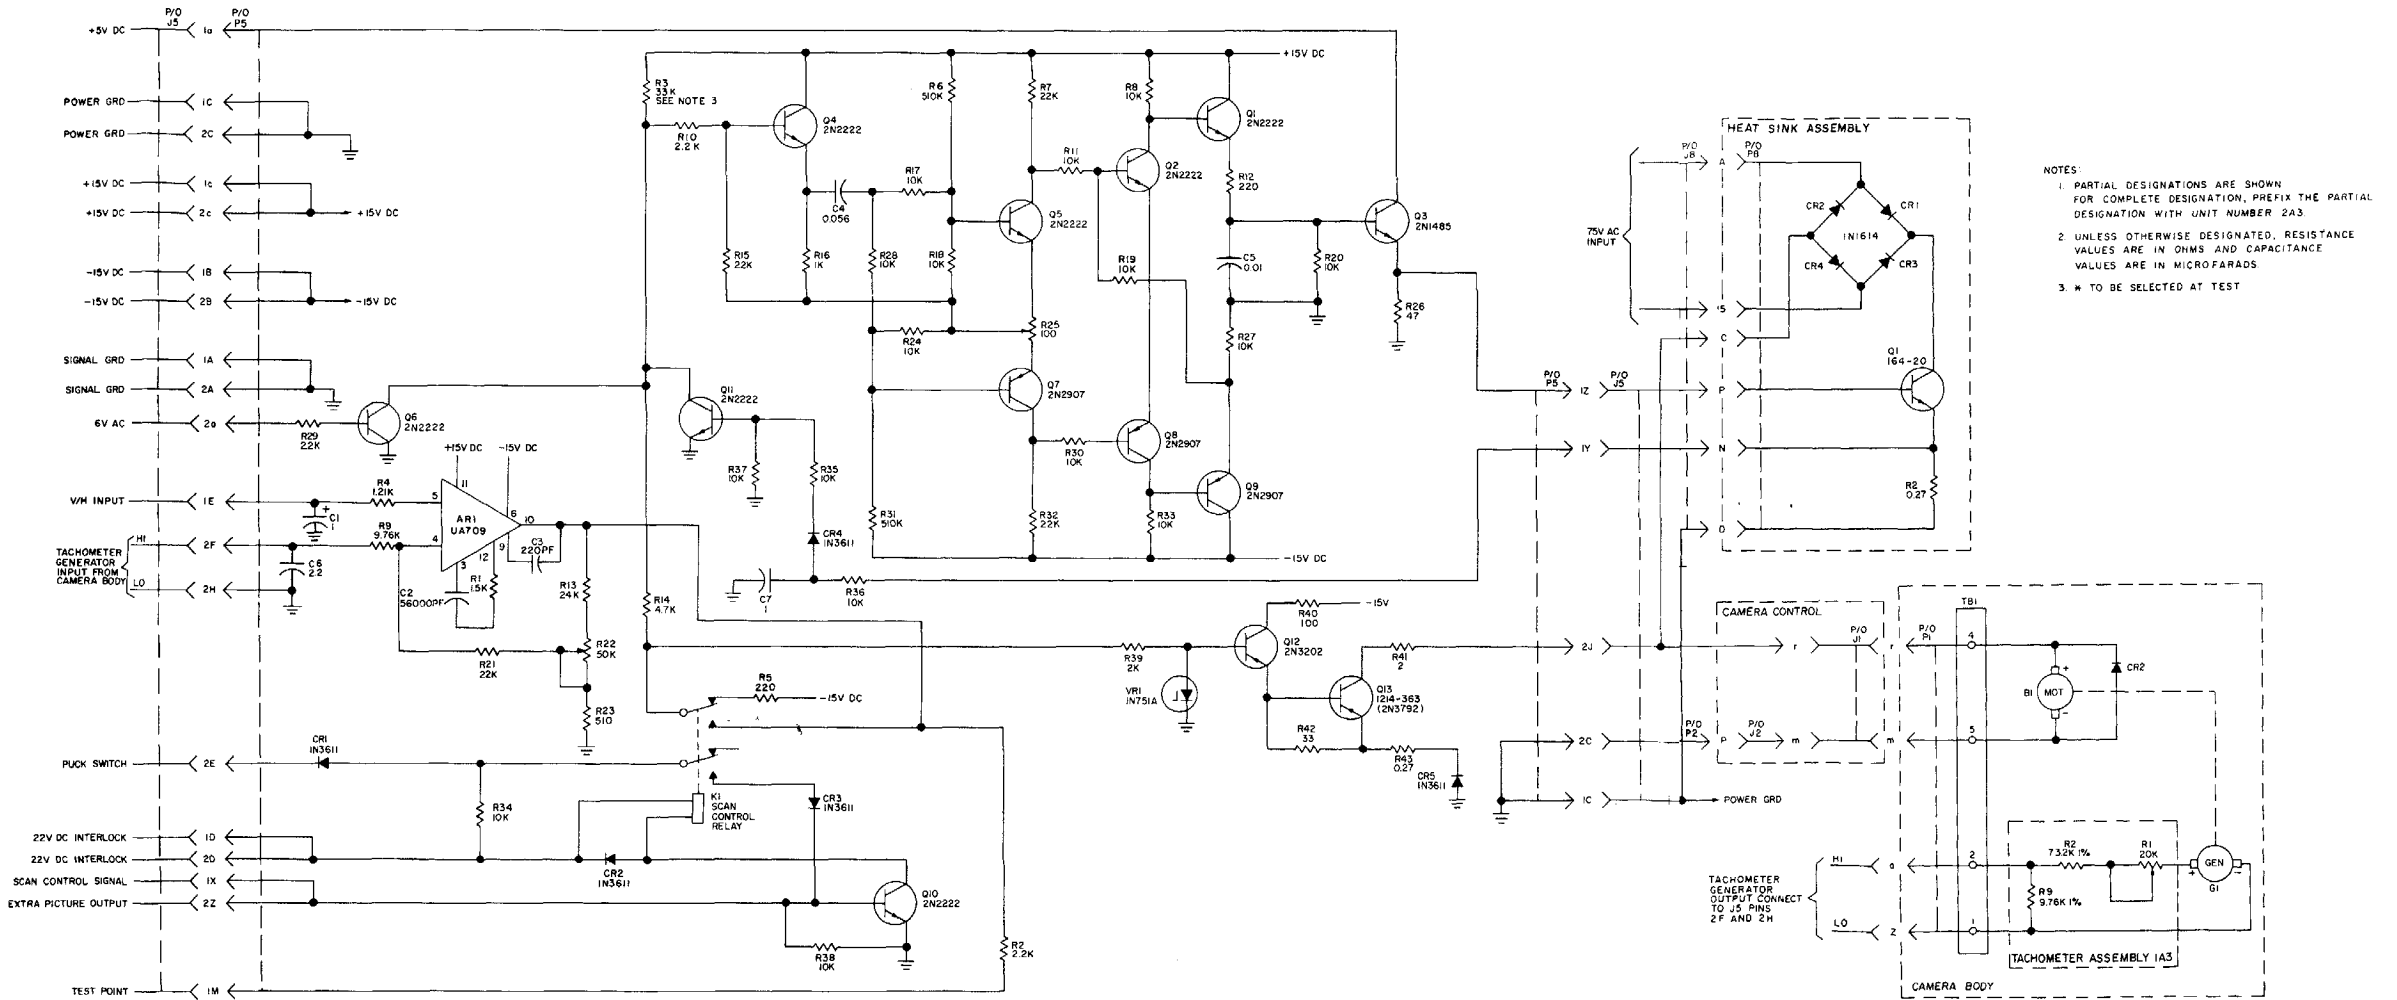 P/O J5
P/O P5
+5V DC
1a
POWER GRD
1C
POWER GRD
2C
+15V DC
1c
+15V DC
2c
+15V DC
-15V DC
1B
-15V DC
2B
-15V DC
SIGNAL GRD
1A
SIGNAL GRD
2A
6V AC
2a
R29
22K
Q6
2N2222
V/H INPUT
1E
C1
1
+
R4
1.21K
R9
9.76K
+15V DC
-15V DC
AR1
UA709
5
11
6
10
4
3
12
9
HI
2F
TACHOMETER
GENERATOR
INPUT FROM
CAMERA BODY
LO
2H
C6
2.2
C2
56000PF
R1
1.5K
C3
220PF
R13
24K
R22
50K
R21
22K
R23
510
PUCK SWITCH
2E
CR1
1N3611
R34
10K
22V DC INTERLOCK
1D
22V DC INTERLOCK
2D
SCAN CONTROL SIGNAL
1X
EXTRA PICTURE OUTPUT
2Z
TEST POINT
1M
CR2
1N3611
K1
SCAN
CONTROL
RELAY
R5
220
-15V DC
CR3
1N3611
Q10
2N2222
R38
10K
R2
2.2K
R3
33K
SEE NOTE 3
R10
2.2K
Q4
2N2222
R15
22K
R16
1K
C4
0.056
R17
10K
R28
10K
R18
10K
R6
510K
R7
22K
R8
10K
+15V DC
Q1
2N2222
R11
10K
Q2
2N2222
R12
220
Q5
2N2222
R19
10K
C5
0.01
R20
10K
Q3
2N1485
R26
47
R24
10K
R25
100
R27
10K
Q7
2N2907
Q11
2N2222
R37
10K
R35
10K
CR4
1N3611
C7
1
R36
10K
R31
510K
R30
10K
Q8
2N2907
Q9
2N2907
R32
22K
R33
10K
-15V DC
R14
4.7K
R39
2K
VR1
1N751A
Q12
2N3202
R40
100
-15V
Q13
1214-363
(2N3792)
R41
2
R42
33
R43
0.27
CR5
1N3611
P/O P5
1Z
P/O J5
1Y
2J
2C
1C
POWER GRD
75V AC
INPUT
P/O J8
P/O P8
HEAT SINK ASSEMBLY
A
CR2
CR1
1N1614
CR4
CR3
15
C
P
N
D
Q1
164-20
R2
0.27
NOTES:
1. PARTIAL DESIGNATIONS ARE SHOWN
FOR COMPLETE DESIGNATION, PREFIX THE PARTIAL
DESIGNATION WITH UNIT NUMBER 2A3.
2. UNLESS OTHERWISE DESIGNATED, RESISTANCE
VALUES ARE IN OHMS AND CAPACITANCE
VALUES ARE IN MICROFARADS.
3. * TO BE SELECTED AT TEST
CAMERA CONTROL
r
P/O J1
r
P/O P1
P/O P2
P
P/O J2
m
m
TB1
4
5
2
1
B1
MOT
+
-
CR2
TACHOMETER
GENERATOR
OUTPUT CONNECT
TO J5 PINS
2F AND 2H
HI
a
LO
Z
R2
73.2K 1%
R1
20K
R9
9.76K 1%
GEN
G1
+
-
TACHOMETER ASSEMBLY 1A3
CAMERA BODY